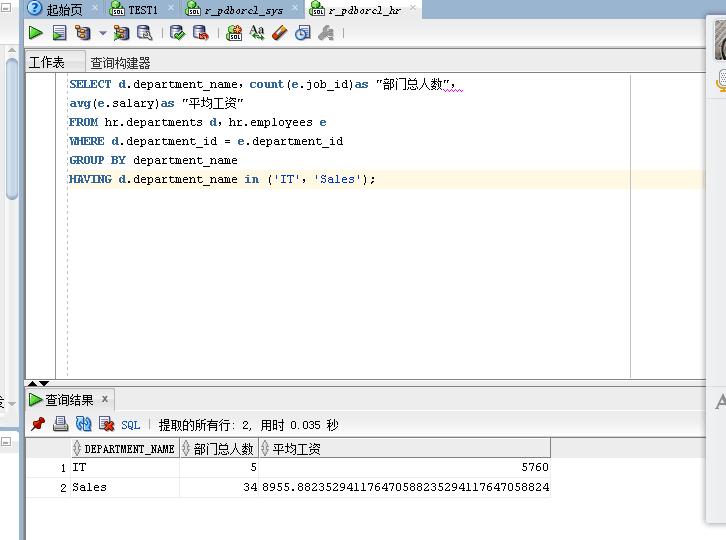 起始页 TEST1 r_pdborcl_sys r_pdborcl_hr
工作表 查询构建器
SELECT d.department_name，count(e.job_id)as "部门总人数"，
avg(e.salary)as "平均工资"
FROM hr.departments d，hr.employees e
WHERE d.department_id = e.department_id
GROUP BY department_name
HAVING d.department_name in ('IT'，'Sales');
查询结果 x
SQL | 提取的所有行: 2, 用时 0.035 秒
DEPARTMENT_NAME 部门总人数 平均工资
1 IT 5 5760
2 Sales 34 8955.88235294117647058823529411764705882​4